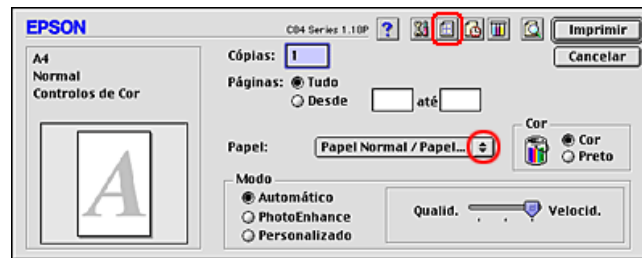 EPSON
C84 Series 1.10P
?
Imprimir
A4
Normal
Controlos de Cor
Cópias: 1
Cancelar
Páginas: Tudo
Desde até
Papel: Papel Normal / Papel...
Cor
Cor
Preto
A
Modo
Automático
PhotoEnhance
Personalizado
Qualid. Velocid.